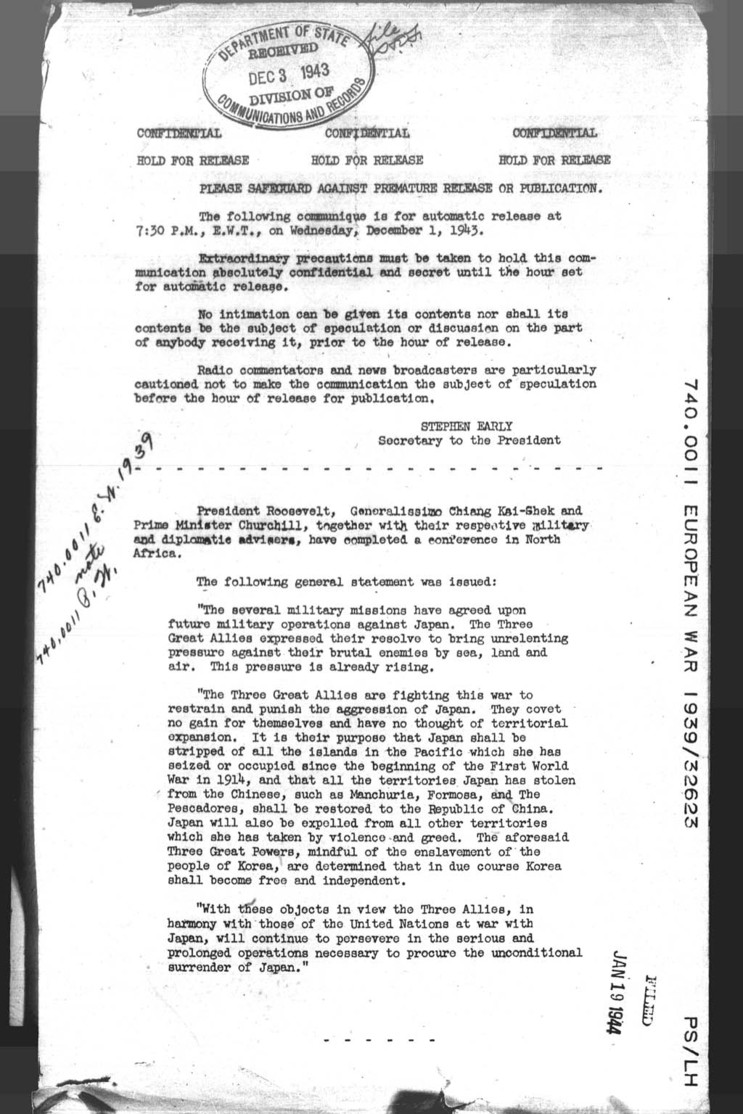 DEPARTMENT OF STATE
RECEIVED
DEC 3 1943
DIVISION OF
COMMUNICATIONS AND RECORDS
file
CONFIDENTIAL CONFIDENTIAL CONFIDENTIAL
HOLD FOR RELEASE HOLD FOR RELEASE HOLD FOR RELEASE
PLEASE SAFEGUARD AGAINST PREMATURE RELEASE OR PUBLICATION.
The following communique is for automatic release at
7:30 P.M., E.W.T., on Wednesday, December 1, 1943.
Extraordinary precautions must be taken to hold this com-
munication absolutely confidential and secret until the hour set
for automatic release.
No intimation can be given its contents nor shall its
contents be the subject of speculation or discussion on the part
of anybody receiving it, prior to the hour of release.
Radio commentators and news broadcasters are particularly
cautioned not to make the communication the subject of speculation
before the hour of release for publication.
STEPHEN EARLY
Secretary to the President
- - - - - - - - - - - - - - - - - - - - - - - - - -
President Roosevelt, Generalissimo Chiang Kai-Shek and
Prime Minister Churchill, together with their respective military
and diplomatic advisers, have completed a conference in North
Africa.
The following general statement was issued:
"The several military missions have agreed upon
future military operations against Japan. The Three
Great Allies expressed their resolve to bring unrelenting
pressure against their brutal enemies by sea, land and
air. This pressure is already rising.
"The Three Great Allies are fighting this war to
restrain and punish the aggression of Japan. They covet
no gain for themselves and have no thought of territorial
expansion. It is their purpose that Japan shall be
stripped of all the islands in the Pacific which she has
seized or occupied since the beginning of the First World
War in 1914, and that all the territories Japan has stolen
from the Chinese, such as Manchuria, Formosa, and The
Pescadores, shall be restored to the Republic of China.
Japan will also be expelled from all other territories
which she has taken by violence and greed. The aforesaid
Three Great Powers, mindful of the enslavement of the
people of Korea, are determined that in due course Korea
shall become free and independent.
"With these objects in view the Three Allies, in
harmony with those of the United Nations at war with
Japan, will continue to persevere in the serious and
prolonged operations necessary to procure the unconditional
surrender of Japan."
- - - - - -
740.0011 E.W. 1939
note
740.0011 P.W.
740.0011 EUROPEAN WAR 1939/32623
JAN 19 1944
FILED
PS/LH